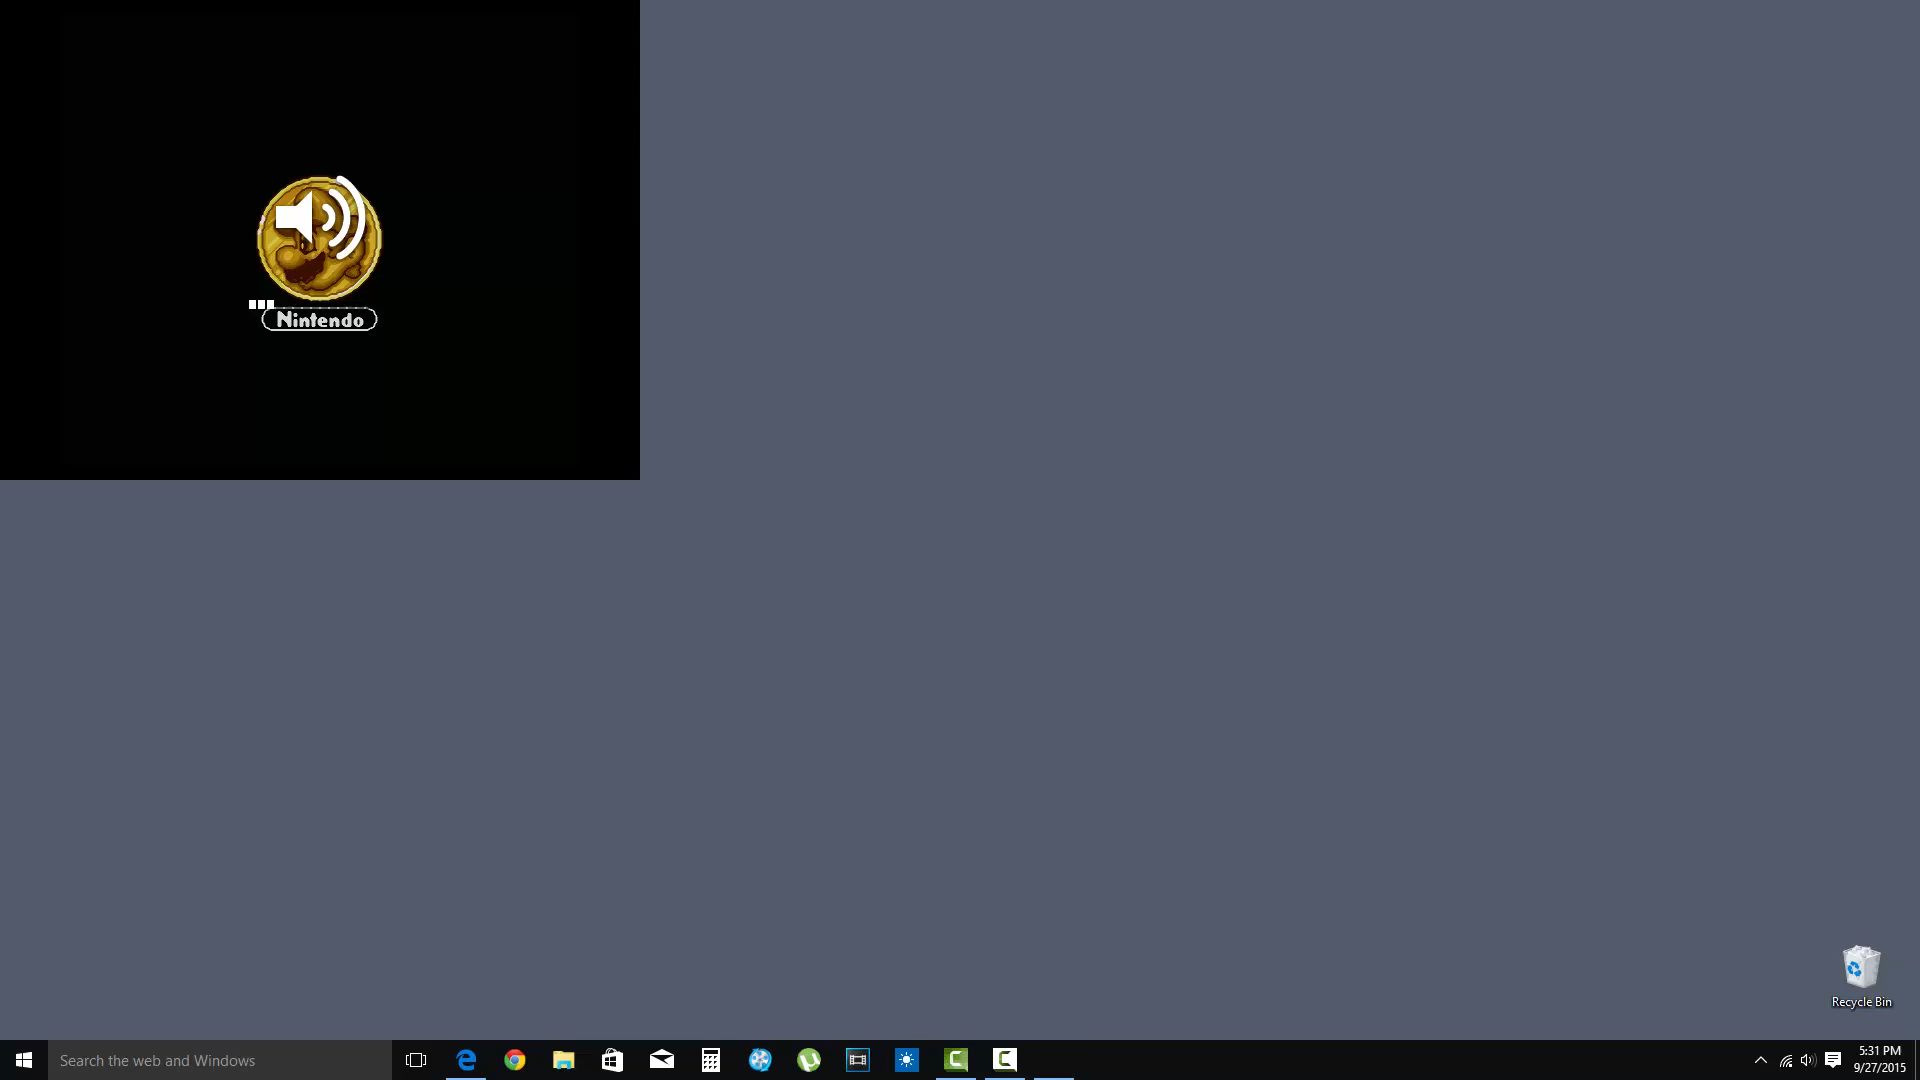 Nintendo
Recycle Bin
Search the web and Windows
5:31 PM
9/27/2015